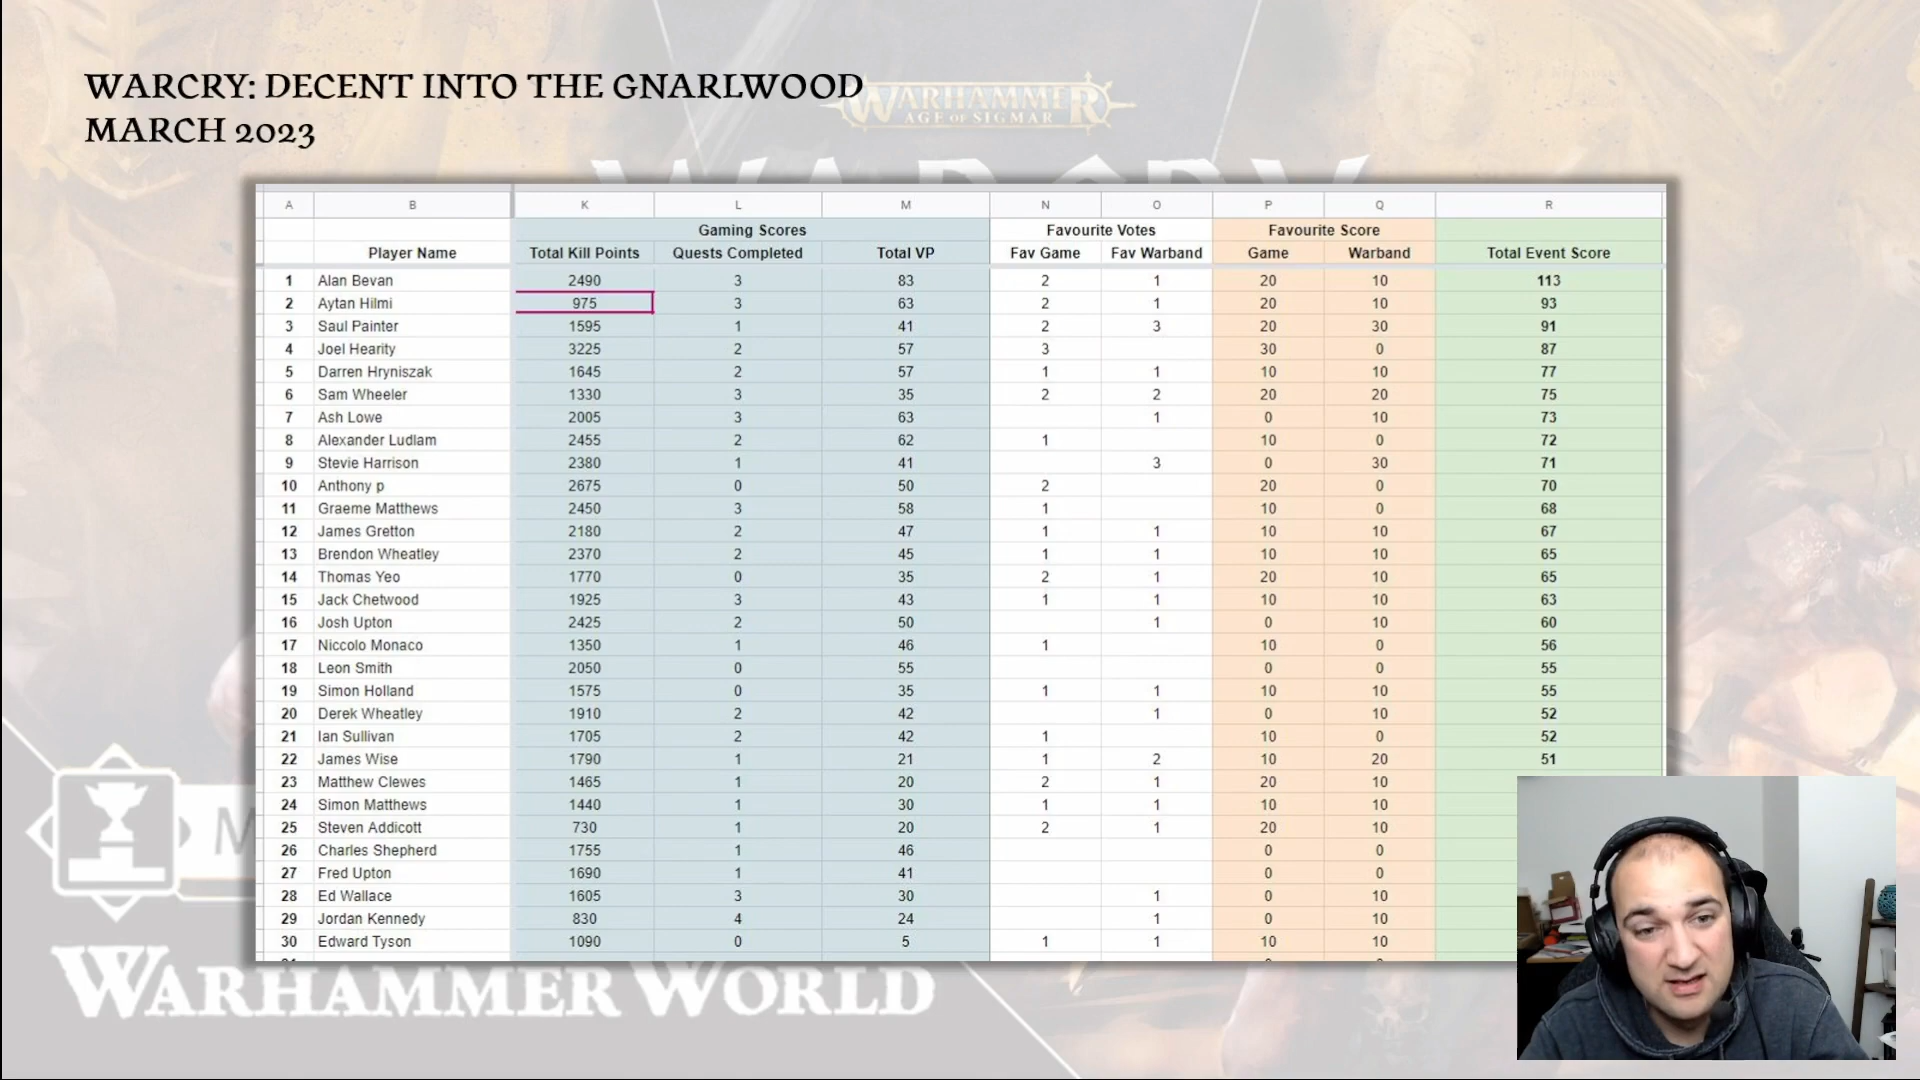 WARCRY: DECENT INTO THE GNARLWOOD
MARCH 2023
WARHAMMER
AGE OF SIGMAR
A B K L M N O P Q R
Gaming Scores Favourite Votes Favourite Score
Player Name Total Kill Points Quests Completed Total VP Fav Game Fav Warband Game Warband Total Event Score
1 Alan Bevan 2490 3 83 2 1 20 10 113
2 Aytan Hilmi 975 3 63 2 1 20 10 93
3 Saul Painter 1595 1 41 2 3 20 30 91
4 Joel Hearity 3225 2 57 3 30 0 87
5 Darren Hryniszak 1645 2 57 1 1 10 10 77
6 Sam Wheeler 1330 3 35 2 2 20 20 75
7 Ash Lowe 2005 3 63 1 0 10 73
8 Alexander Ludlam 2455 2 62 1 10 0 72
9 Stevie Harrison 2380 1 41 3 0 30 71
10 Anthony p 2675 0 50 2 20 0 70
11 Graeme Matthews 2450 3 58 1 10 0 68
12 James Gretton 2180 2 47 1 1 10 10 67
13 Brendon Wheatley 2370 2 45 1 1 10 10 65
14 Thomas Yeo 1770 0 35 2 1 20 10 65
15 Jack Chetwood 1925 3 43 1 1 10 10 63
16 Josh Upton 2425 2 50 1 0 10 60
17 Niccolo Monaco 1350 1 46 1 10 0 56
18 Leon Smith 2050 0 55 0 0 55
19 Simon Holland 1575 0 35 1 1 10 10 55
20 Derek Wheatley 1910 2 42 1 0 10 52
21 Ian Sullivan 1705 2 42 1 10 0 52
22 James Wise 1790 1 21 1 2 10 20 51
23 Matthew Clewes 1465 1 20 2 1 20 10
24 Simon Matthews 1440 1 30 1 1 10 10
25 Steven Addicott 730 1 20 2 1 20 10
26 Charles Shepherd 1755 1 46 0 0
27 Fred Upton 1690 1 41 0 0
28 Ed Wallace 1605 3 30 1 0 10
29 Jordan Kennedy 830 4 24 1 0 10
30 Edward Tyson 1090 0 5 1 1 10 10
WARHAMMER WORLD